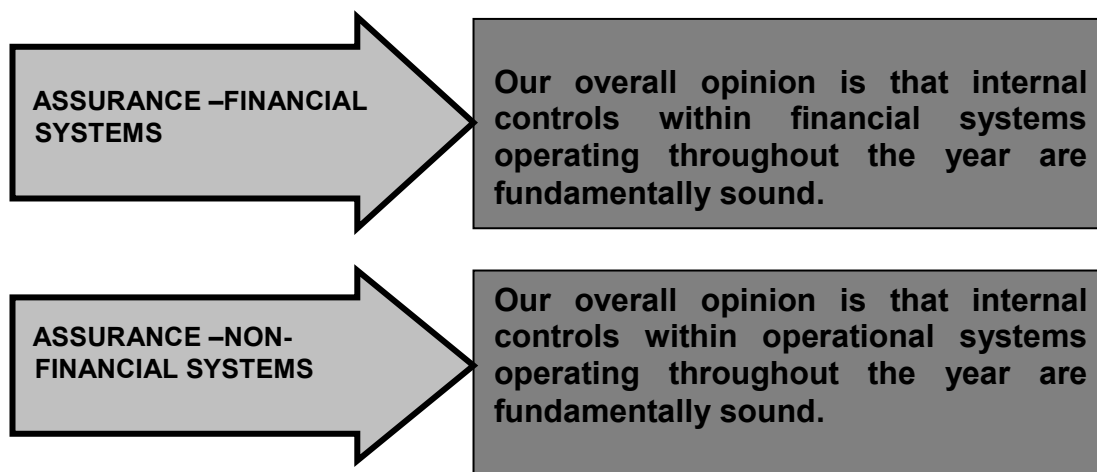 ASSURANCE –FINANCIAL
SYSTEMS
Our overall opinion is that internal
controls within financial systems
operating throughout the year are
fundamentally sound.
ASSURANCE –NON-
FINANCIAL SYSTEMS
Our overall opinion is that internal
controls within operational systems
operating throughout the year are
fundamentally sound.